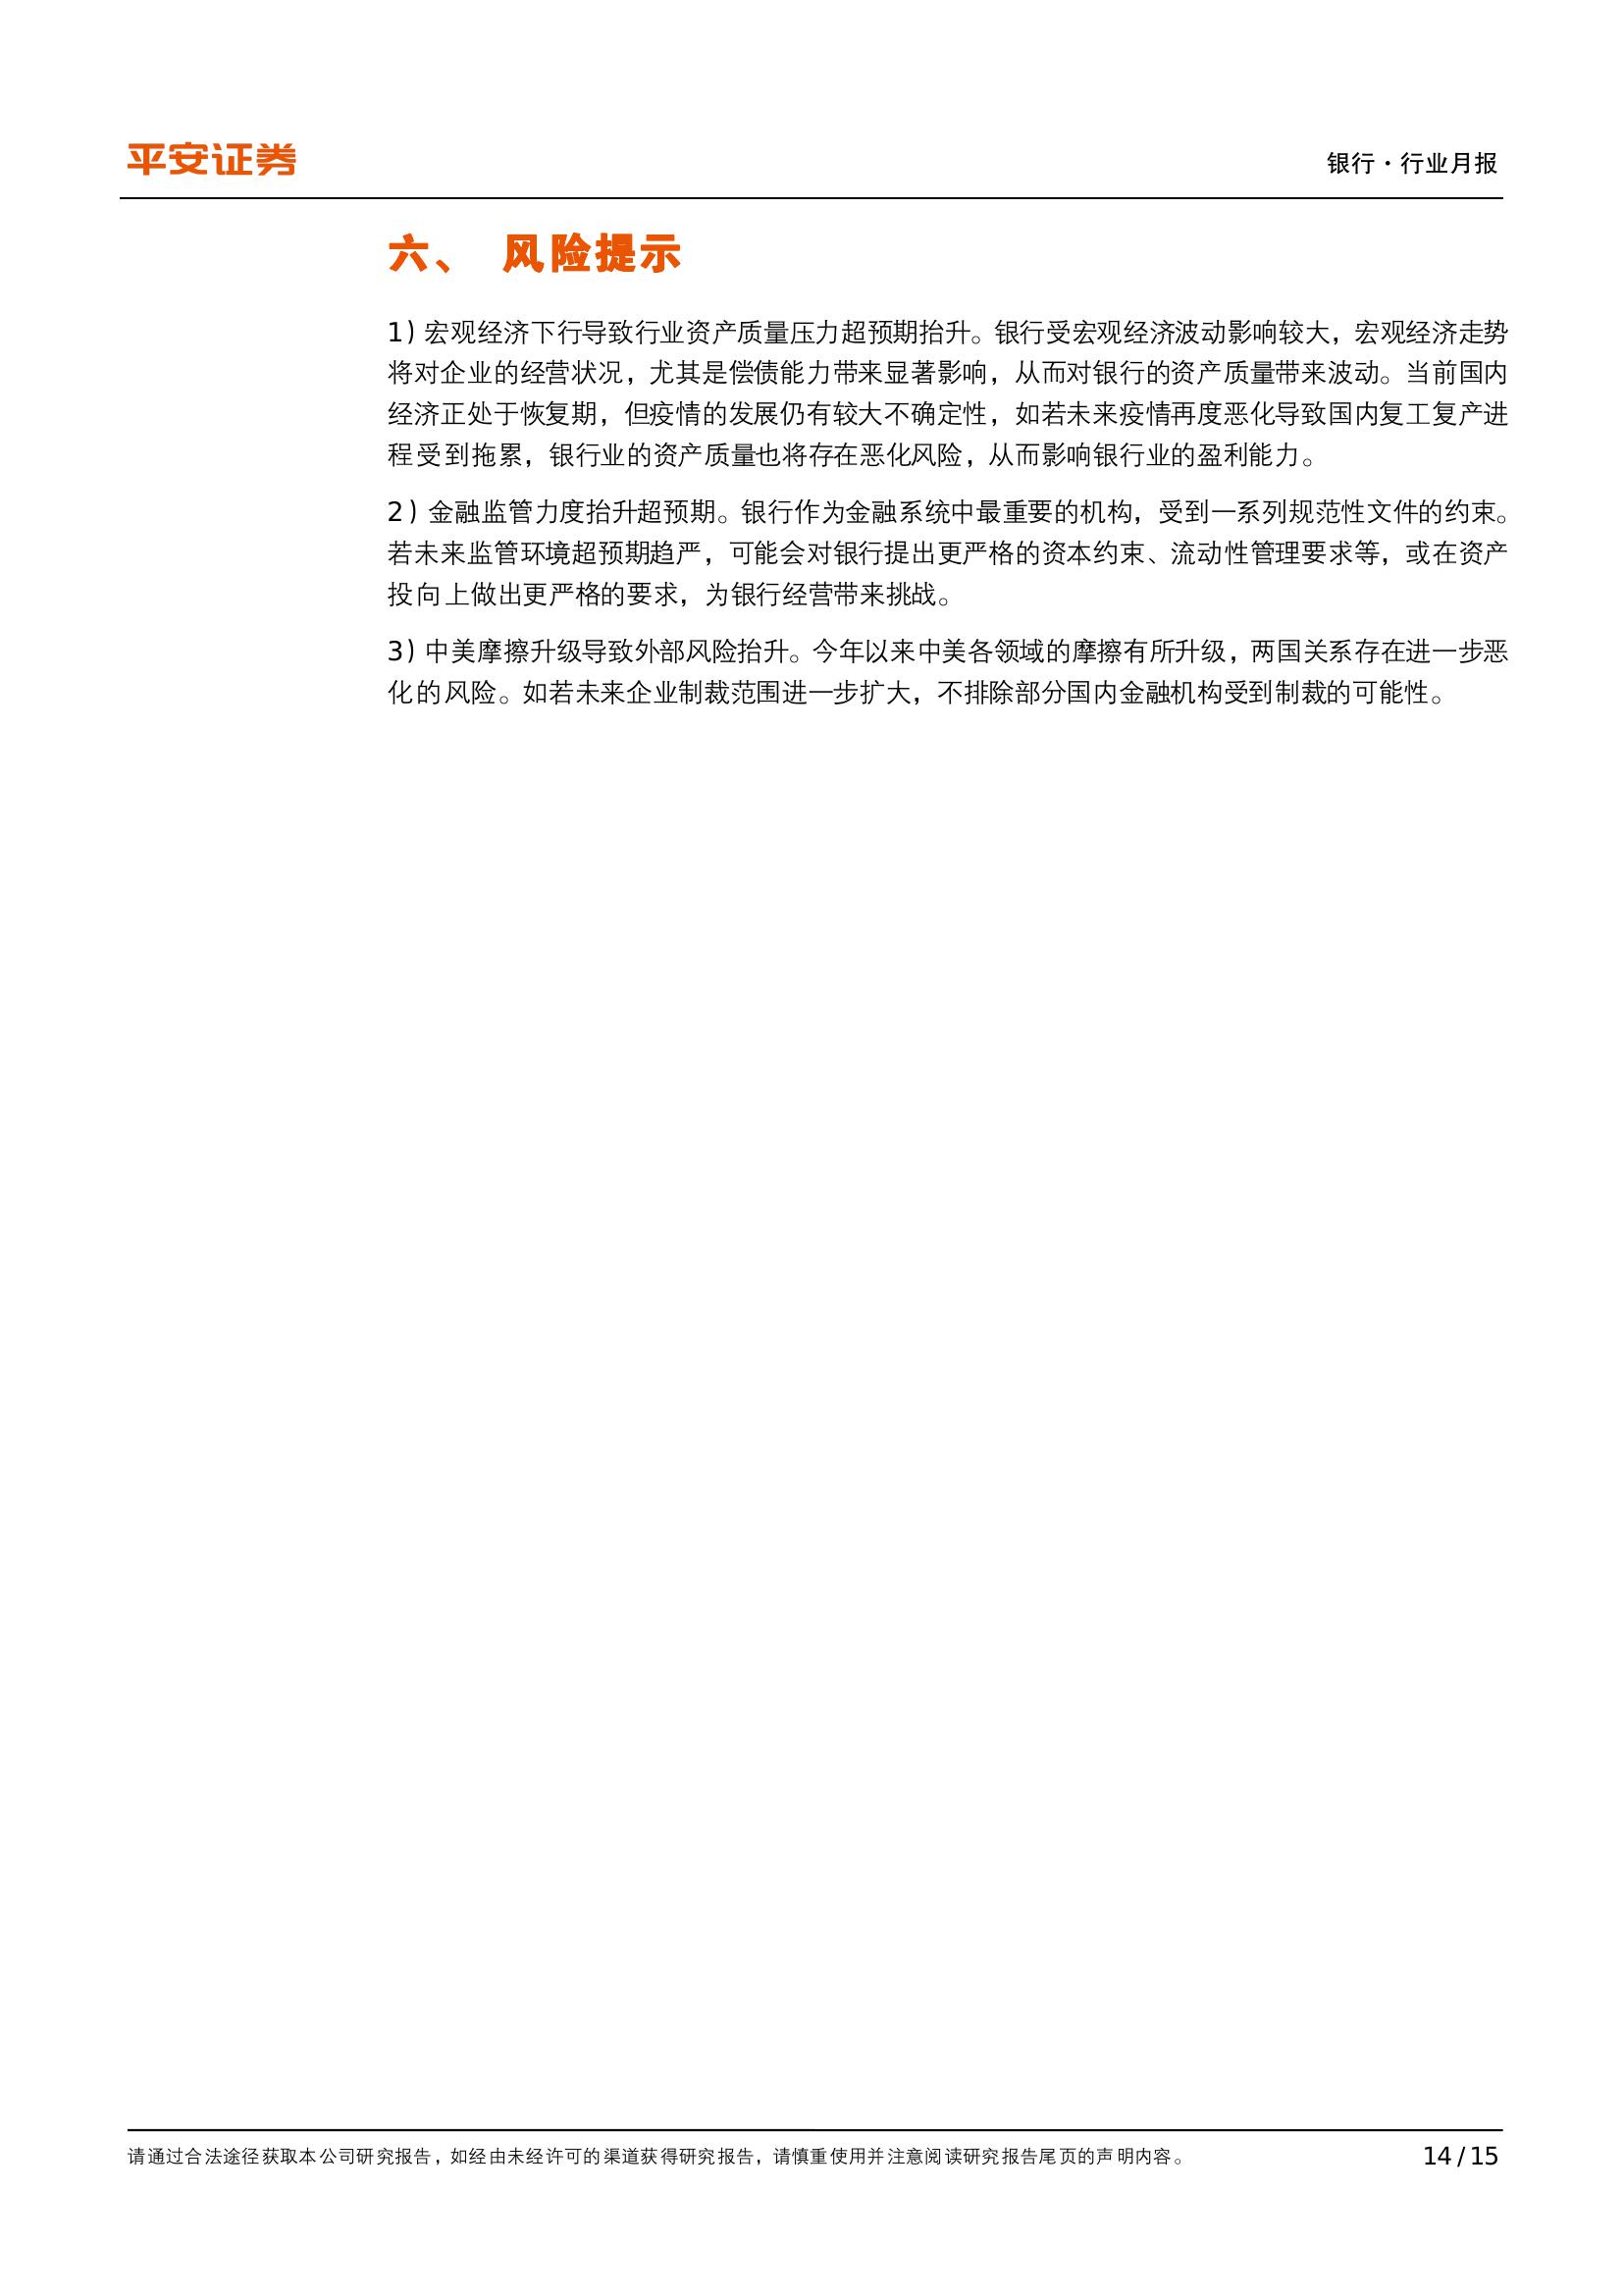 平安证券
银行·行业月报
六、 风险提示
1）宏观经济下行导致行业资产质量压力超预期抬升。银行受宏观经济波动影响较大，宏观经济走势
将对企业的经营状况，尤其是偿债能力带来显著影响，从而对银行的资产质量带来波动。当前国内
经济正处于恢复期，但疫情的发展仍有较大不确定性，如若未来疫情再度恶化导致国内复工复产进
程受到拖累，银行业的资产质量也将存在恶化风险，从而影响银行业的盈利能力。
2）金融监管力度抬升超预期。银行作为金融系统中最重要的机构，受到一系列规范性文件的约束。
若未来监管环境超预期趋严，可能会对银行提出更严格的资本约束、流动性管理要求等，或在资产
投向上做出更严格的要求，为银行经营带来挑战。
3）中美摩擦升级导致外部风险抬升。今年以来中美各领域的摩擦有所升级，两国关系存在进一步恶
化的风险。如若未来企业制裁范围进一步扩大，不排除部分国内金融机构受到制裁的可能性。
请通过合法途径获取本公司研究报告，如经由未经许可的渠道获得研究报告，请慎重使用并注意阅读研究报告尾页的声明内容。
14 / 15